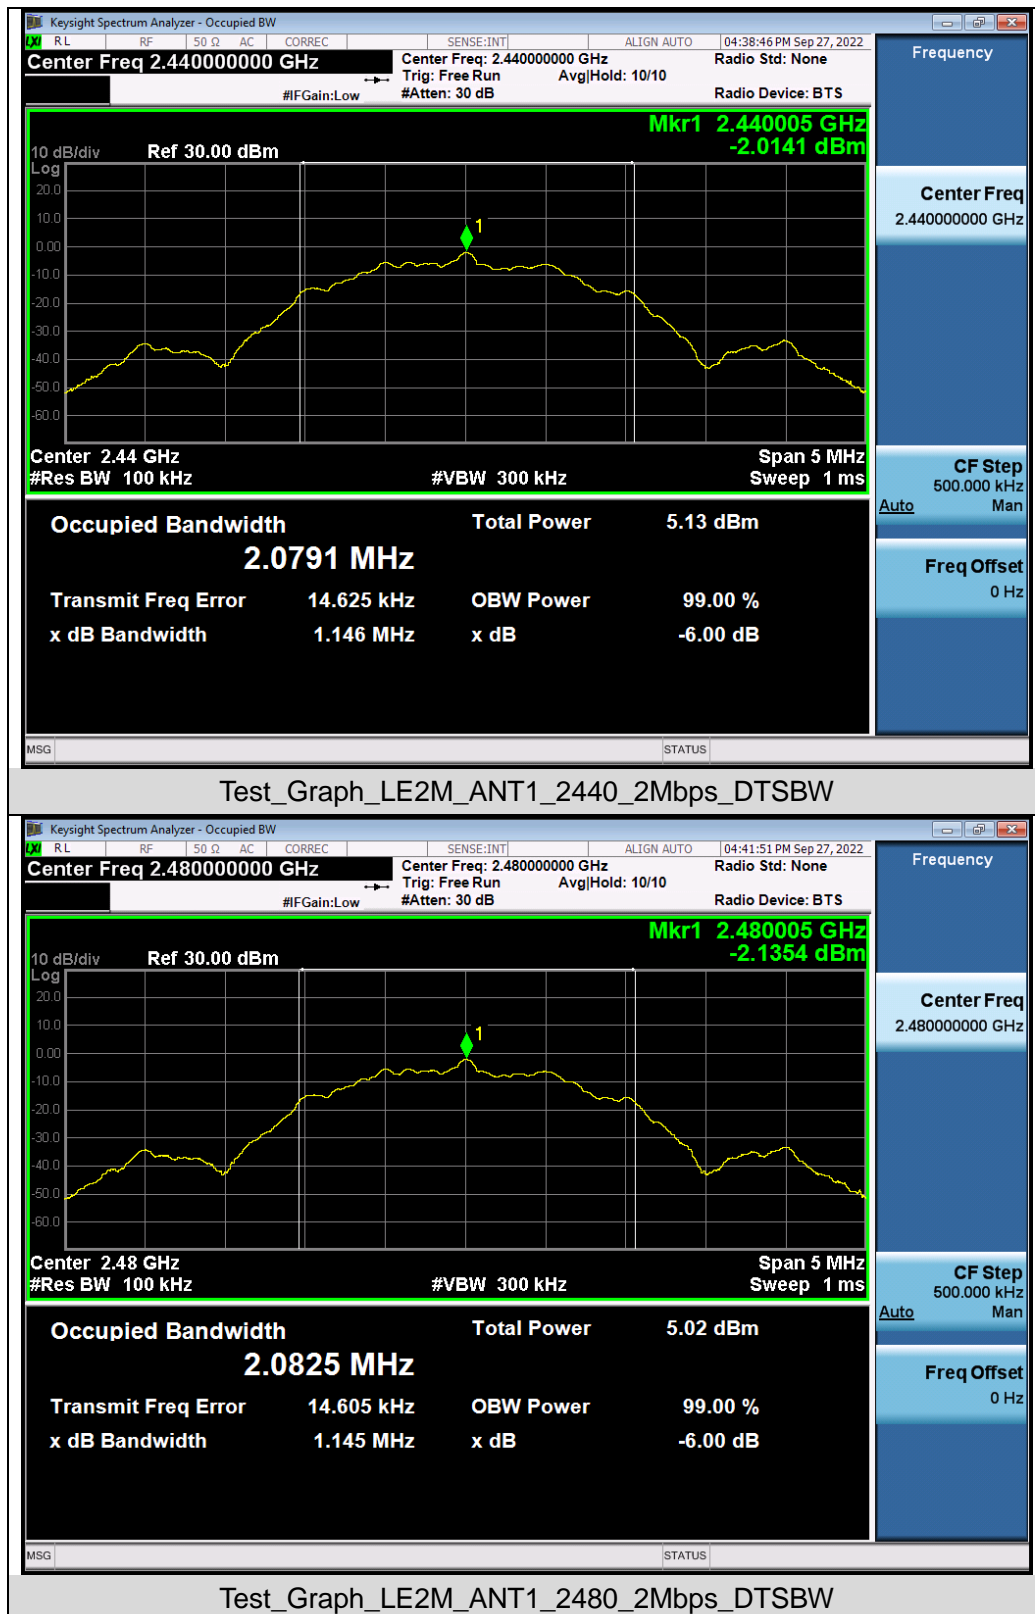 Keysight Spectrum Analyzer - Occupied BW
LXI RL RF 50 Ω AC CORREC SENSE:INT ALIGN AUTO 04:38:46 PM Sep 27, 2022
Center Freq 2.440000000 GHz
Center Freq: 2.440000000 GHz Radio Std: None
Trig: Free Run Avg|Hold: 10/10
#IFGain:Low #Atten: 30 dB Radio Device: BTS
Frequency
Mkr1 2.440005 GHz
-2.0141 dBm
10 dB/div Ref 30.00 dBm
Log
20.0
10.0
0.00
-10.0
-20.0
-30.0
-40.0
-50.0
-60.0
Center 2.44 GHz Span 5 MHz
#Res BW 100 kHz #VBW 300 kHz Sweep 1 ms
Center Freq
2.440000000 GHz
CF Step
500.000 kHz
Auto Man
Freq Offset
0 Hz
Occupied Bandwidth Total Power 5.13 dBm
2.0791 MHz
Transmit Freq Error 14.625 kHz OBW Power 99.00 %
x dB Bandwidth 1.146 MHz x dB -6.00 dB
MSG STATUS
Test_Graph_LE2M_ANT1_2440_2Mbps_DTSBW
Keysight Spectrum Analyzer - Occupied BW
LXI RL RF 50 Ω AC CORREC SENSE:INT ALIGN AUTO 04:41:51 PM Sep 27, 2022
Center Freq 2.480000000 GHz
Center Freq: 2.480000000 GHz Radio Std: None
Trig: Free Run Avg|Hold: 10/10
#IFGain:Low #Atten: 30 dB Radio Device: BTS
Frequency
Mkr1 2.480005 GHz
-2.1354 dBm
10 dB/div Ref 30.00 dBm
Log
20.0
10.0
0.00
-10.0
-20.0
-30.0
-40.0
-50.0
-60.0
1
Center 2.48 GHz Span 5 MHz
#Res BW 100 kHz #VBW 300 kHz Sweep 1 ms
Center Freq
2.480000000 GHz
CF Step
500.000 kHz
Auto Man
Freq Offset
0 Hz
Occupied Bandwidth Total Power 5.02 dBm
2.0825 MHz
Transmit Freq Error 14.605 kHz OBW Power 99.00 %
x dB Bandwidth 1.145 MHz x dB -6.00 dB
MSG STATUS
Test_Graph_LE2M_ANT1_2480_2Mbps_DTSBW